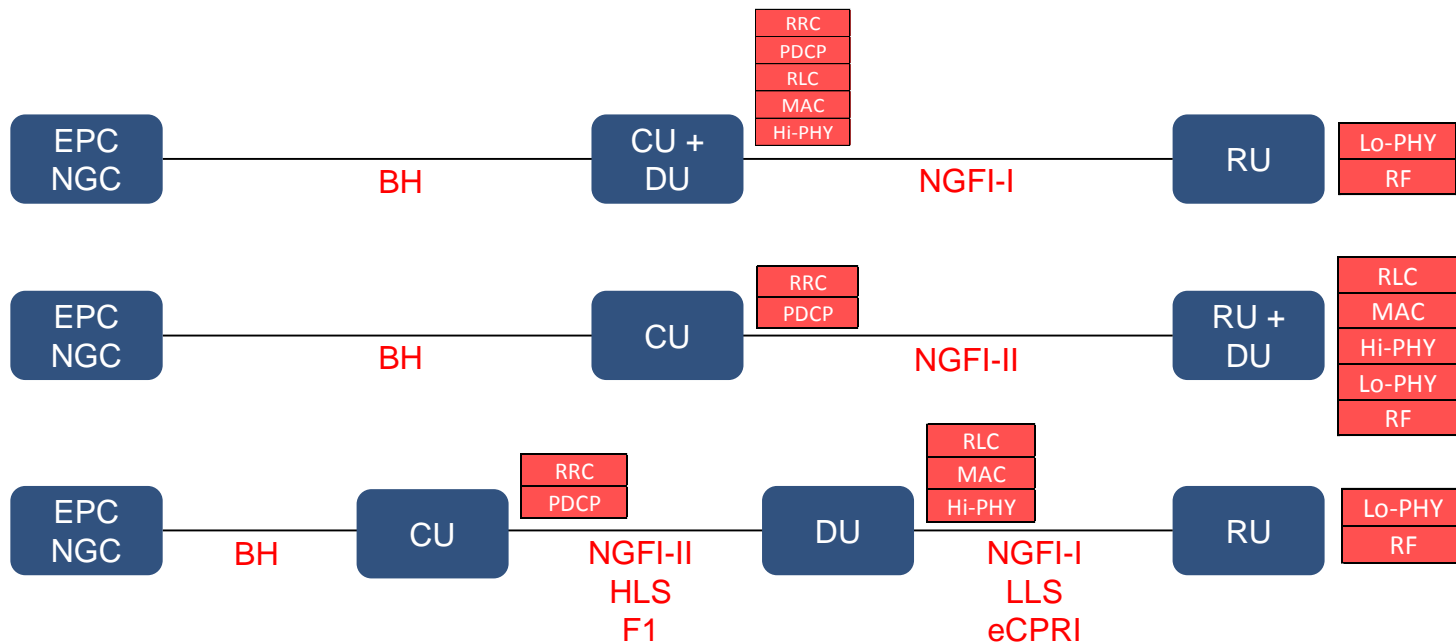 RRC
PDCP
RLC
MAC
Hi-PHY
EPC
NGC
BH
CU +
DU
NGFI-I
RU
Lo-PHY
RF
EPC
NGC
BH
CU
RRC
PDCP
NGFI-II
RU +
DU
RLC
MAC
Hi-PHY
Lo-PHY
RF
EPC
NGC
BH
CU
RRC
PDCP
NGFI-II
HLS
F1
DU
RLC
MAC
Hi-PHY
NGFI-I
LLS
eCPRI
RU
Lo-PHY
RF